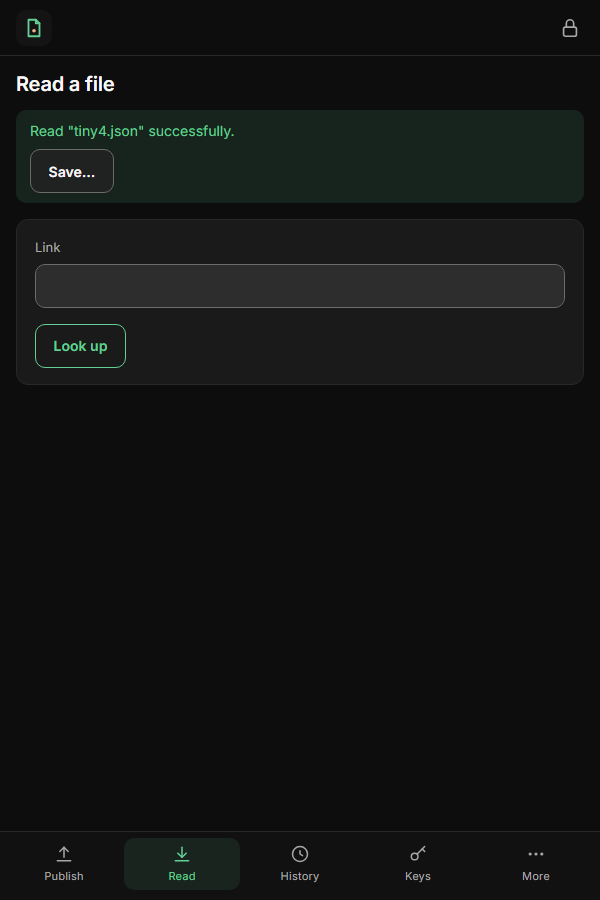 Read a file
Read "tiny4.json" successfully.
Save...
Link
Look up
Publish
Read
History
Keys
More